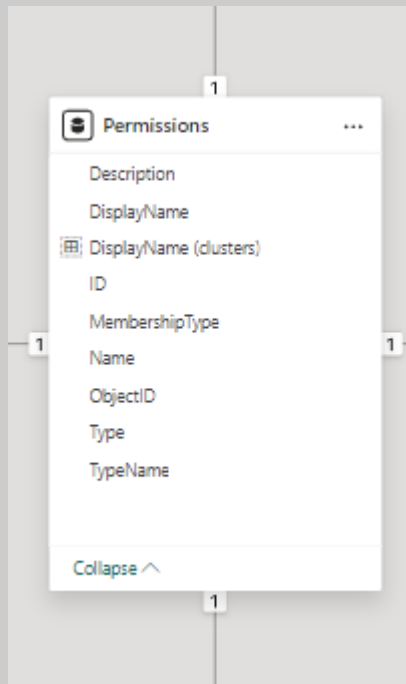 1
Permissions
...
Description
DisplayName
DisplayName (clusters)
ID
MembershipType
1
1
Name
ObjectID
Type
TypeName
Collapse
1